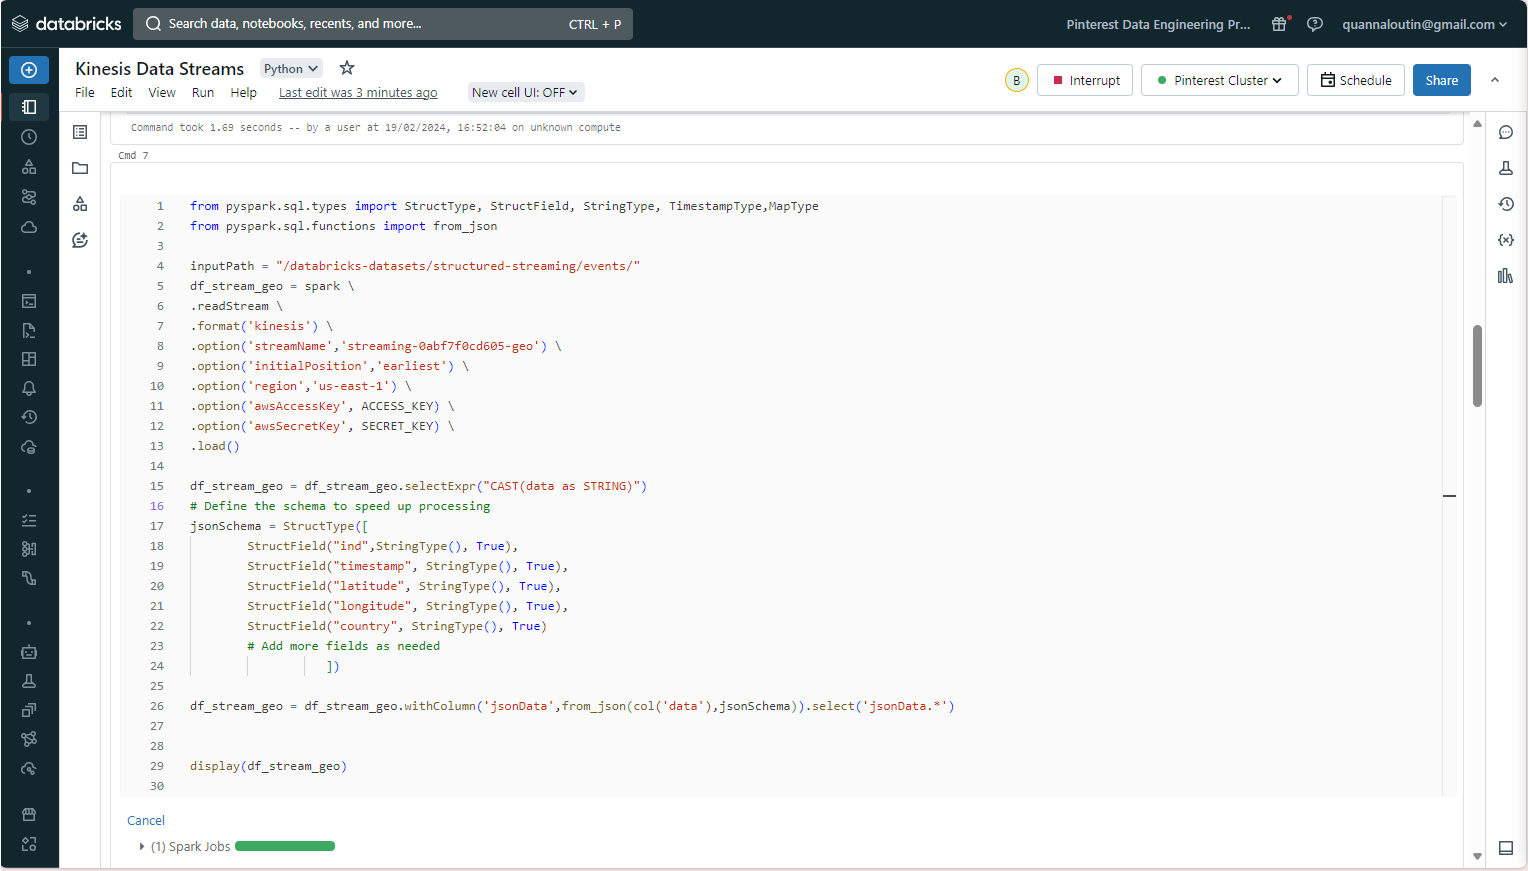 databricks
Search data, notebooks, recents, and more...
CTRL + P
Pinterest Data Engineering Pr...
quannaloutin@gmail.com
Kinesis Data Streams
Python
File Edit View Run Help Last edit was 3 minutes ago New cell UI: OFF
B
Interrupt
Pinterest Cluster
Schedule
Share
Command took 1.69 seconds -- by a user at 19/02/2024, 16:52:04 on unknown compute
Cmd 7
1 from pyspark.sql.types import StructType, StructField, StringType, TimestampType,MapType
2 from pyspark.sql.functions import from_json
3
4 inputPath = "/databricks-datasets/structured-streaming/events/"
5 df_stream_geo = spark \
6 .readStream \
7 .format('kinesis') \
8 .option('streamName','streaming-0abf7f0cd605-geo') \
9 .option('initialPosition','earliest') \
10 .option('region','us-east-1') \
11 .option('awsAccessKey', ACCESS_KEY) \
12 .option('awsSecretKey', SECRET_KEY) \
13 .load()
14
15 df_stream_geo = df_stream_geo.selectExpr("CAST(data as STRING)")
16 # Define the schema to speed up processing
17 jsonSchema = StructType([
18 StructField("ind",StringType(), True),
19 StructField("timestamp", StringType(), True),
20 StructField("latitude", StringType(), True),
21 StructField("longitude", StringType(), True),
22 StructField("country", StringType(), True)
23 # Add more fields as needed
24 ])
25
26 df_stream_geo = df_stream_geo.withColumn('jsonData',from_json(col('data'),jsonSchema)).select('jsonData.*')
27
28
29 display(df_stream_geo)
30
Cancel
(1) Spark Jobs